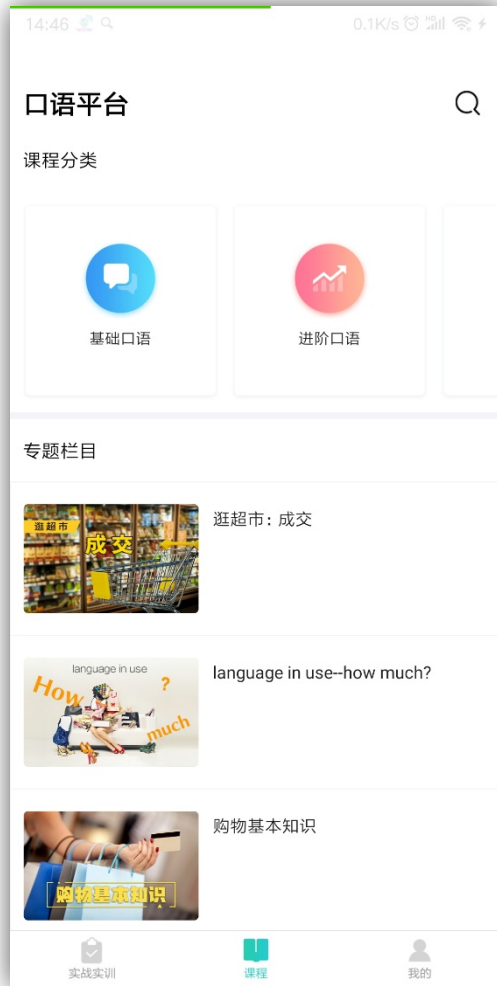 14:46
0.1K/s
口语平台
课程分类
基础口语
进阶口语
专题栏目
逛超市
成交
逛超市：成交
language in use
How
?
much
language in use--how much?
购物基本知识
购物基本知识
实战实训
课程
我的